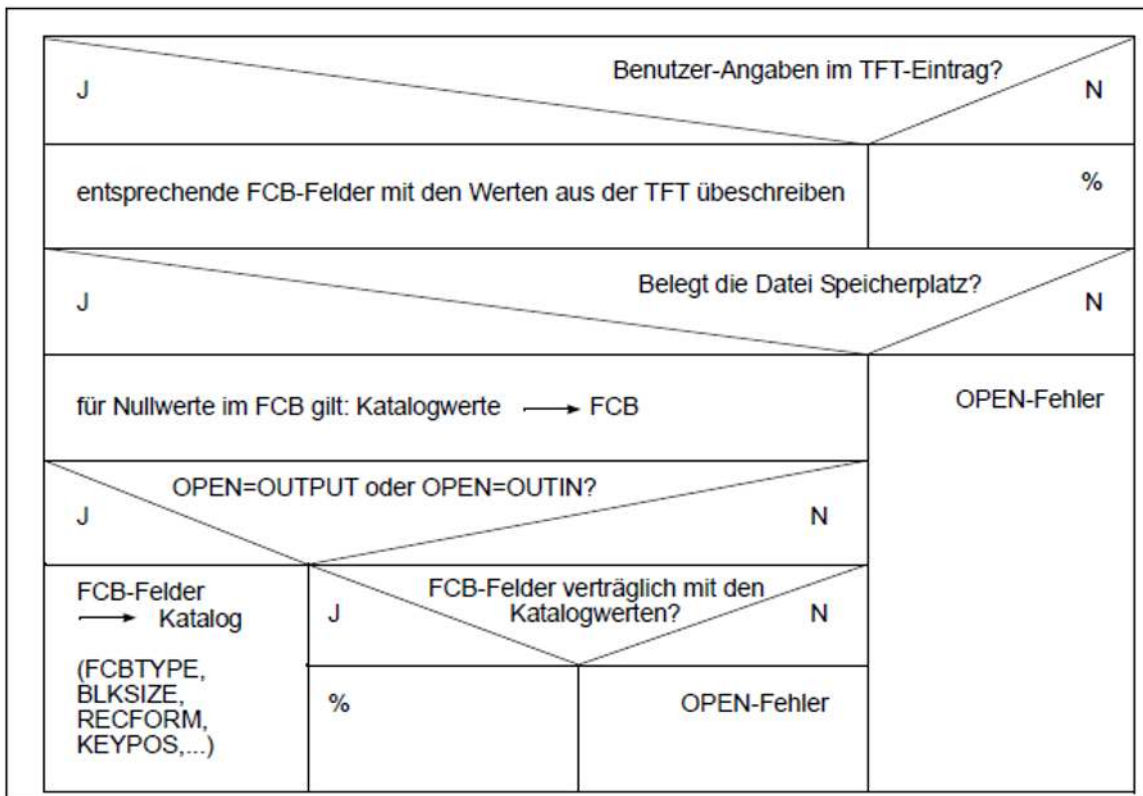 Benutzer-Angaben im TFT-Eintrag?
J
N
entsprechende FCB-Felder mit den Werten aus der TFT übeschreiben
%
Belegt die Datei Speicherplatz?
J
N
für Nullwerte im FCB gilt: Katalogwerte → FCB
OPEN-Fehler
OPEN=OUTPUT oder OPEN=OUTIN?
J
N
FCB-Felder
→ Katalog
(FCBTYPE,
BLKSIZE,
RECFORM,
KEYPOS,...)
FCB-Felder verträglich mit den
Katalogwerten?
J
N
%
OPEN-Fehler